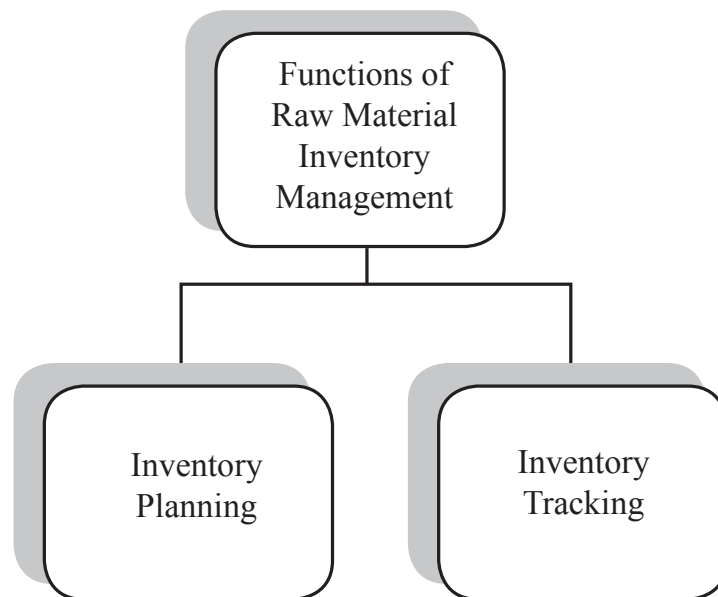 Functions of
Raw Material
Inventory
Management
Inventory
Planning
Inventory
Tracking